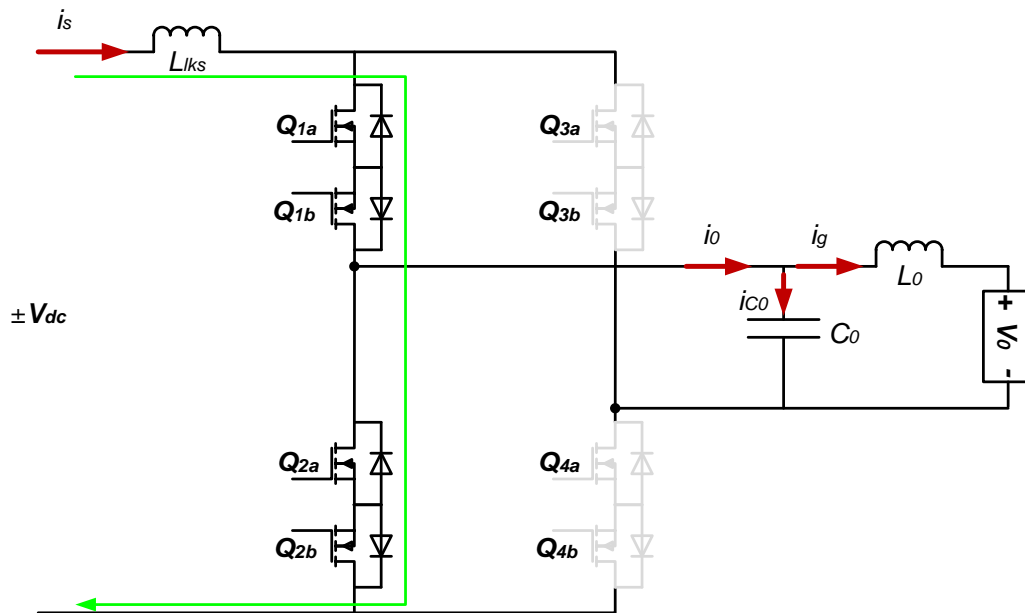 is
Llks
Q1a
Q3a
Q1b
Q3b
i0
ig
L0
iC0
C0
±Vdc
+ V0 -
Q2a
Q4a
Q2b
Q4b